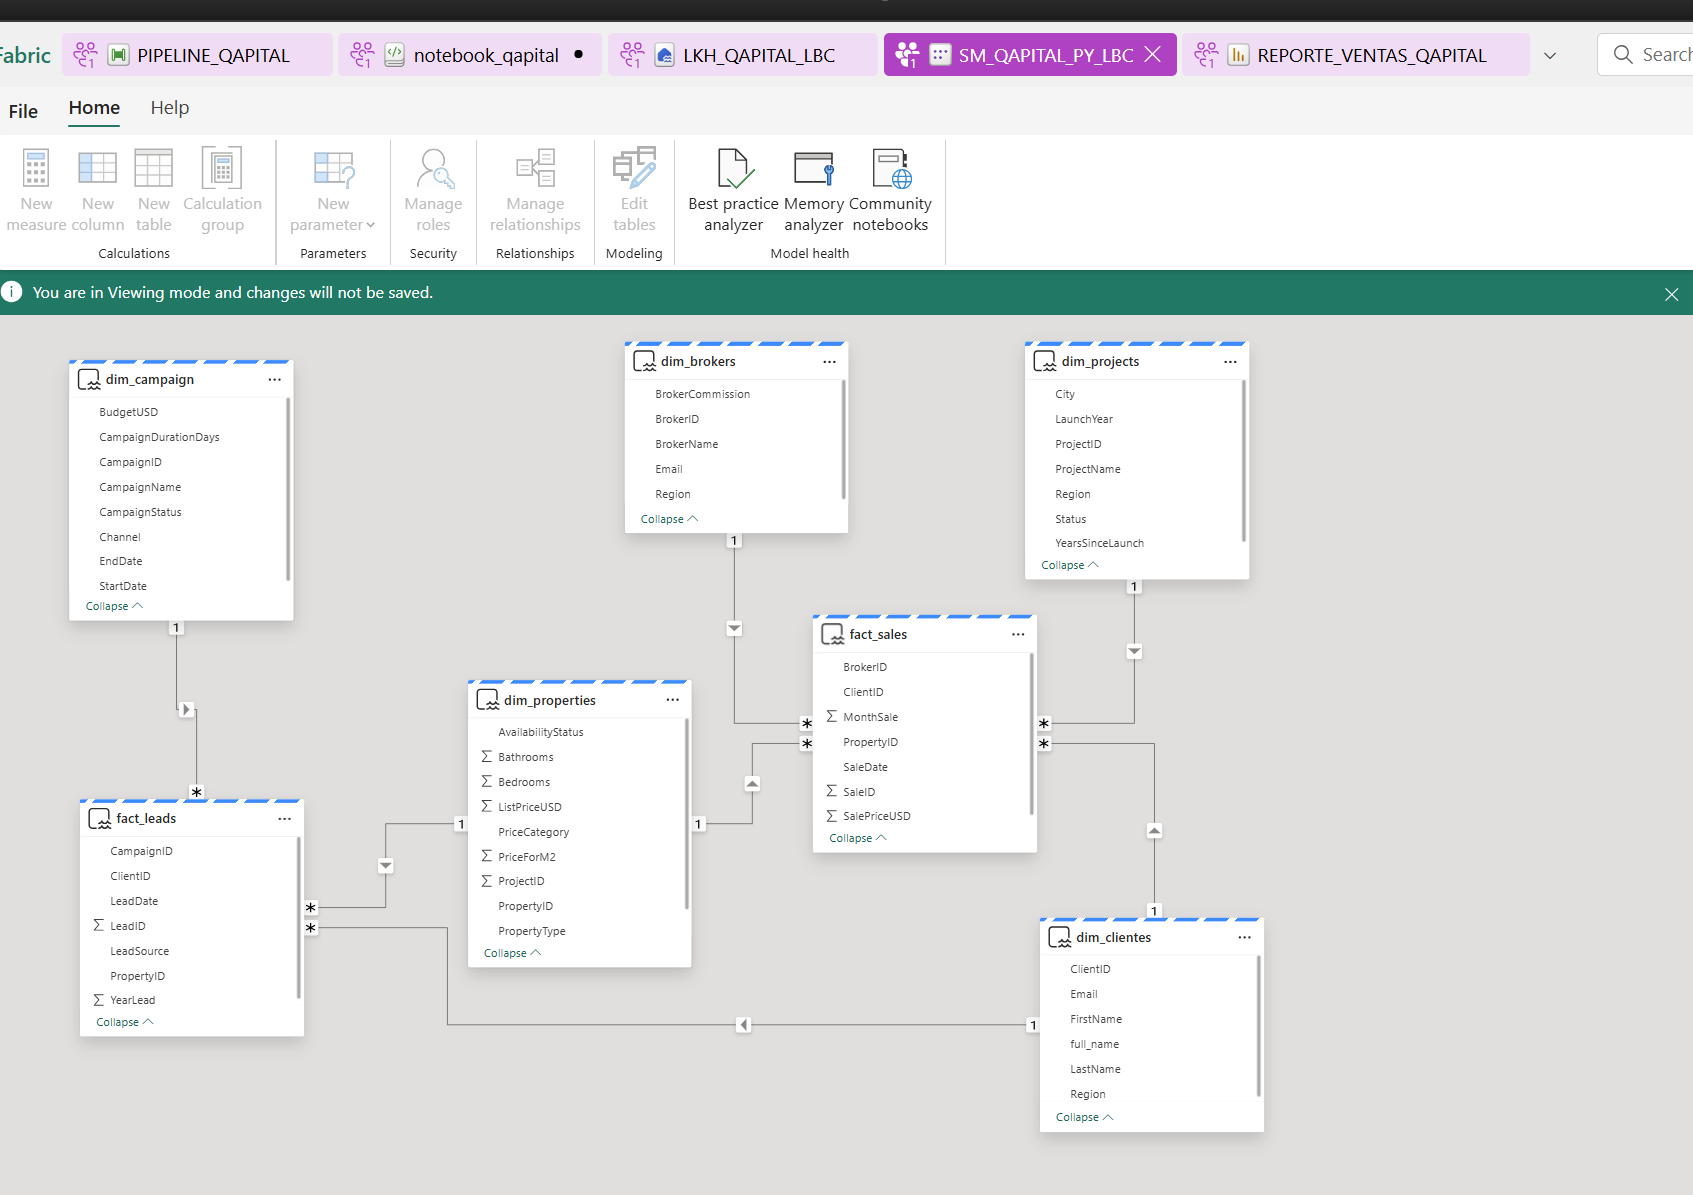 Fabric
1 PIPELINE_QAPITAL
1 notebook_qapital
1 LKH_QAPITAL_LBC
1 SM_QAPITAL_PY_LBC
1 REPORTE_VENTAS_QAPITAL
Search
File
Home
Help
New measure
New column
New table
Calculation group
Calculations
New parameter
Parameters
Manage roles
Security
Manage relationships
Relationships
Edit tables
Modeling
Best practice analyzer
Memory analyzer
Community notebooks
Model health
You are in Viewing mode and changes will not be saved.
dim_campaign
BudgetUSD
CampaignDurationDays
CampaignID
CampaignName
CampaignStatus
Channel
EndDate
StartDate
Collapse
1
*
dim_brokers
BrokerCommission
BrokerID
BrokerName
Email
Region
Collapse
1
*
dim_projects
City
LaunchYear
ProjectID
ProjectName
Region
Status
YearsSinceLaunch
Collapse
1
*
fact_sales
BrokerID
ClientID
Σ MonthSale
PropertyID
SaleDate
Σ SaleID
Σ SalePriceUSD
Collapse
*
*
dim_properties
AvailabilityStatus
Σ Bathrooms
Σ Bedrooms
Σ ListPriceUSD
PriceCategory
Σ PriceForM2
Σ ProjectID
PropertyID
PropertyType
Collapse
1
1
fact_leads
CampaignID
ClientID
LeadDate
Σ LeadID
LeadSource
PropertyID
Σ YearLead
Collapse
*
*
dim_clientes
ClientID
Email
FirstName
full_name
LastName
Region
Collapse
1
1